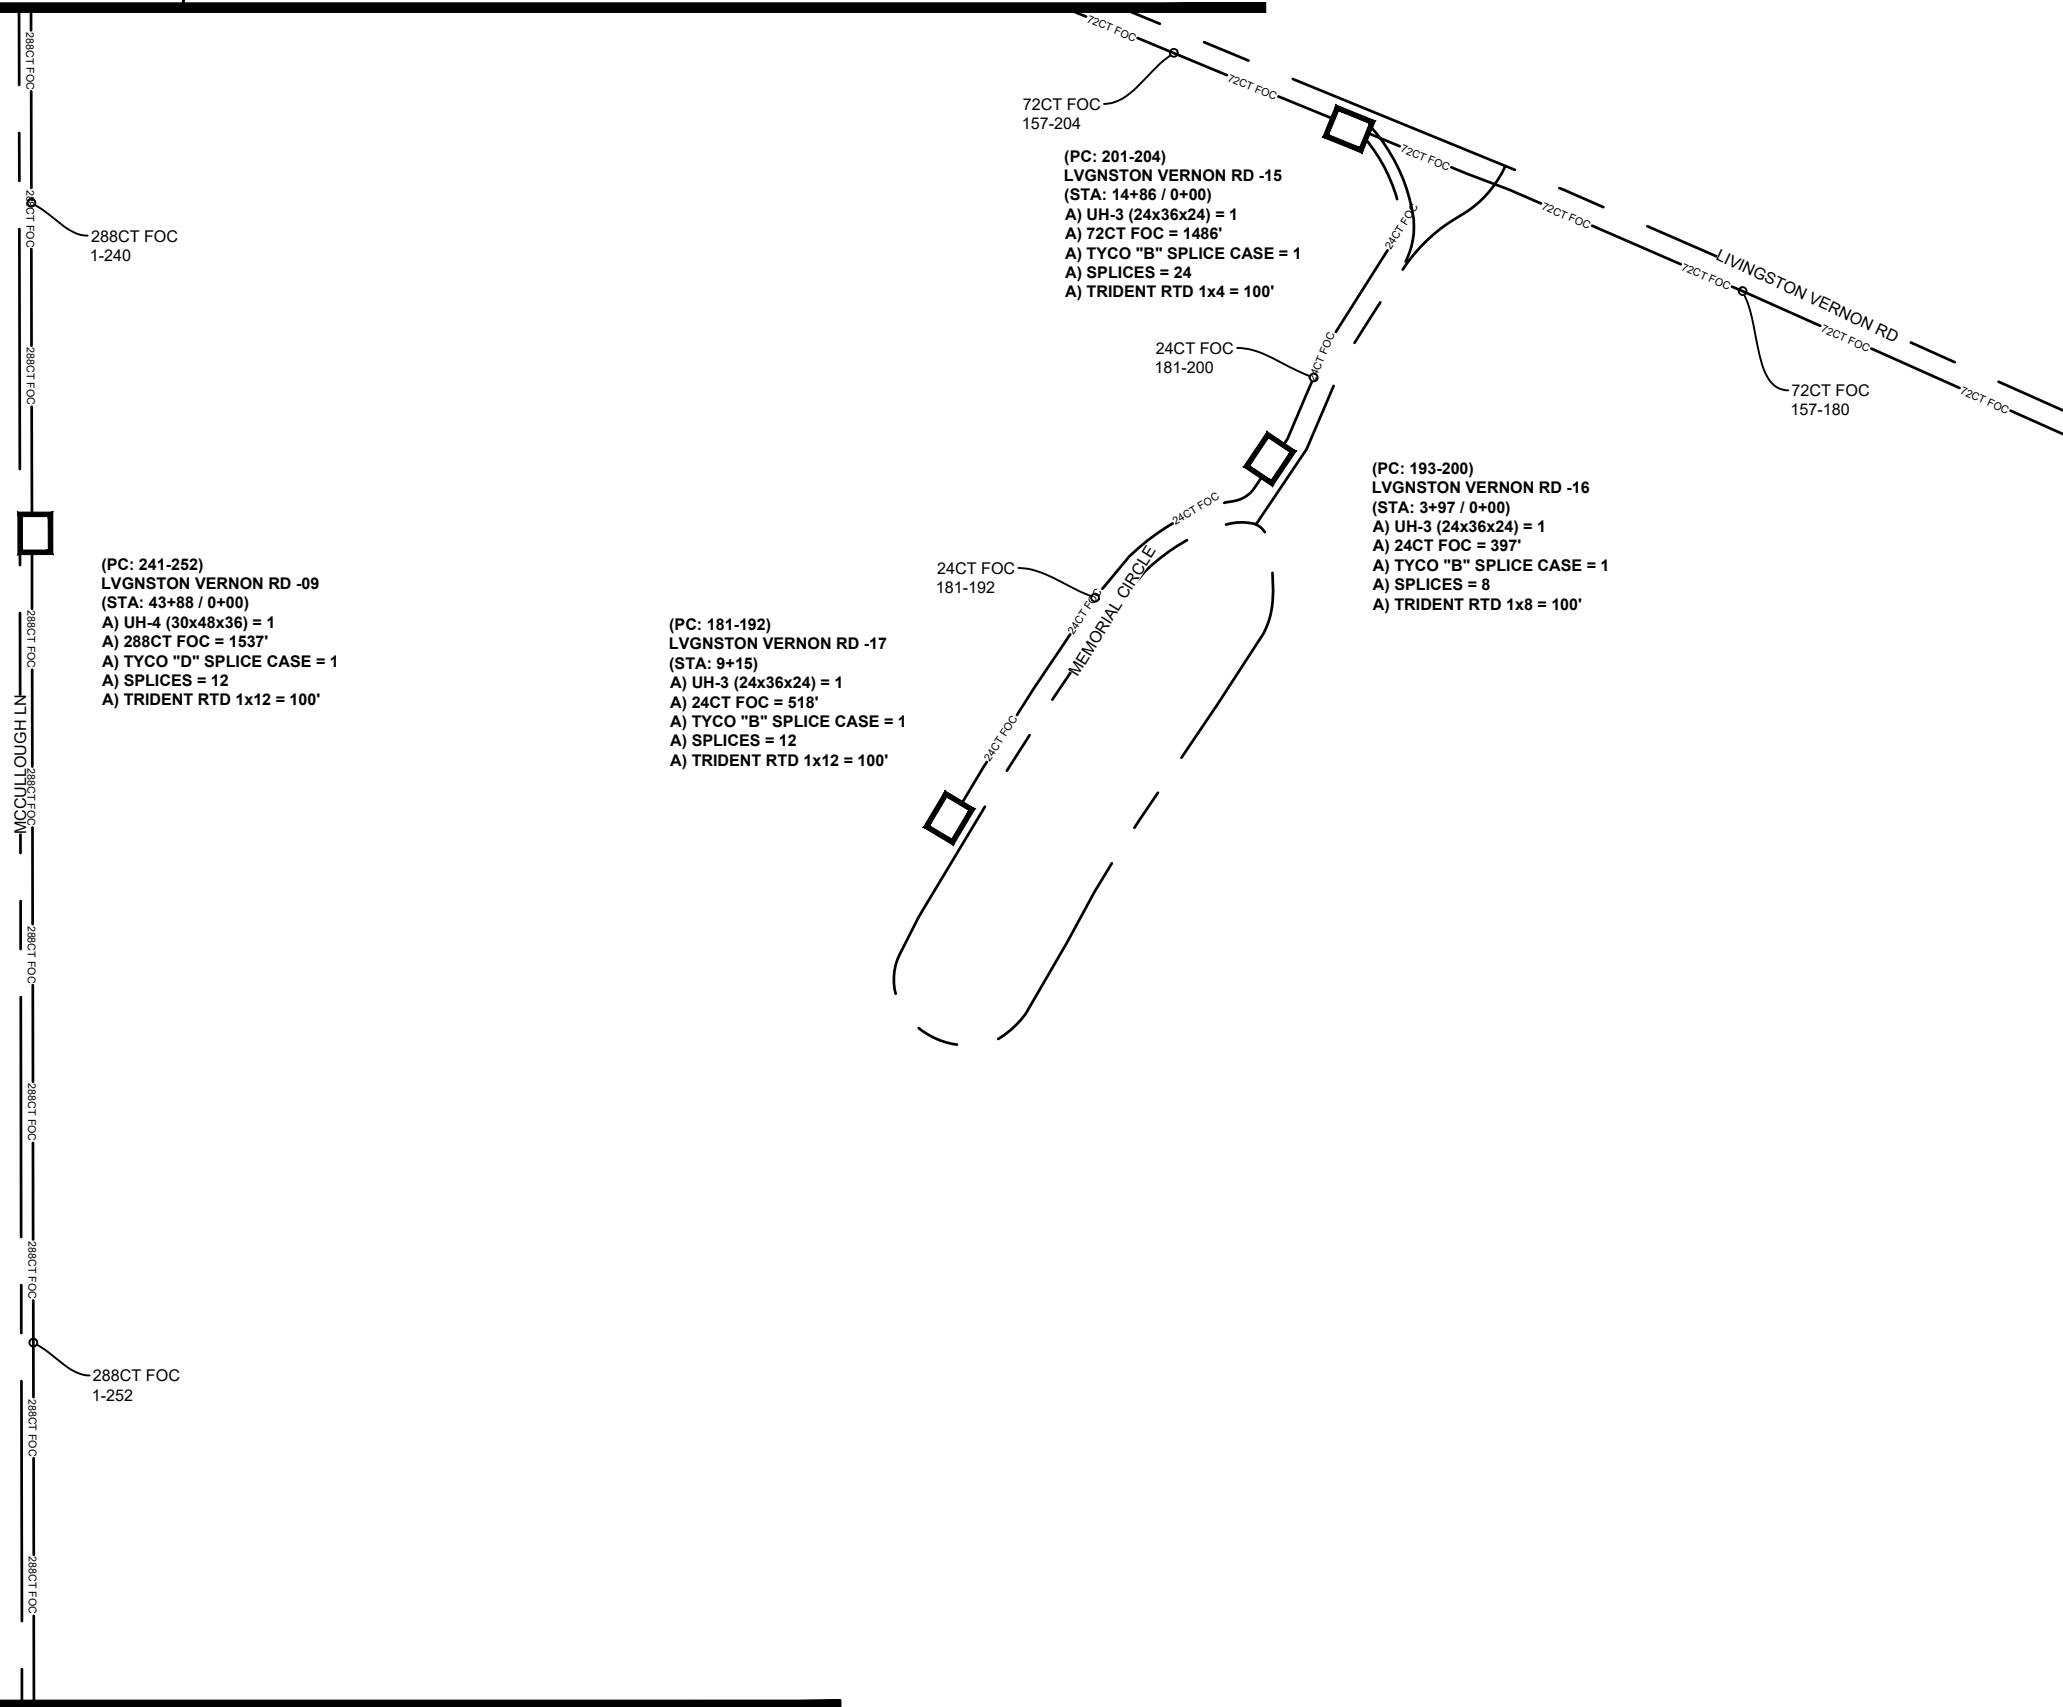 72CT FOC
72CT FOC
72CT FOC
157-204
72CT FOC
72CT FOC
72CT FOC
72CT FOC
72CT FOC
LIVINGSTON VERNON RD
(PC: 201-204)
LVGNSTON VERNON RD -15
(STA: 14+86 / 0+00)
A) UH-3 (24x36x24) = 1
A) 72CT FOC = 1486'
A) TYCO "B" SPLICE CASE = 1
A) SPLICES = 24
A) TRIDENT RTD 1x4 = 100'
24CT FOC
24CT FOC
24CT FOC
181-200
72CT FOC
157-180
288CT FOC
288CT FOC
288CT FOC
1-240
288CT FOC
(PC: 193-200)
LVGNSTON VERNON RD -16
(STA: 3+97 / 0+00)
A) UH-3 (24x36x24) = 1
A) 24CT FOC = 397'
A) TYCO "B" SPLICE CASE = 1
A) SPLICES = 8
A) TRIDENT RTD 1x8 = 100'
24CT FOC
24CT FOC
181-192
24CT FOC
MEMORIAL CIRCLE
24CT FOC
(PC: 241-252)
LVGNSTON VERNON RD -09
(STA: 43+88 / 0+00)
A) UH-4 (30x48x36) = 1
A) 288CT FOC = 1537'
A) TYCO "D" SPLICE CASE = 1
A) SPLICES = 12
A) TRIDENT RTD 1x12 = 100'
(PC: 181-192)
LVGNSTON VERNON RD -17
(STA: 9+15)
A) UH-3 (24x36x24) = 1
A) 24CT FOC = 518'
A) TYCO "B" SPLICE CASE = 1
A) SPLICES = 12
A) TRIDENT RTD 1x12 = 100'
288CT FOC
MCCULLOUGH LN
288CT FOC
288CT FOC
288CT FOC
288CT FOC
288CT FOC
1-252
288CT FOC
288CT FOC